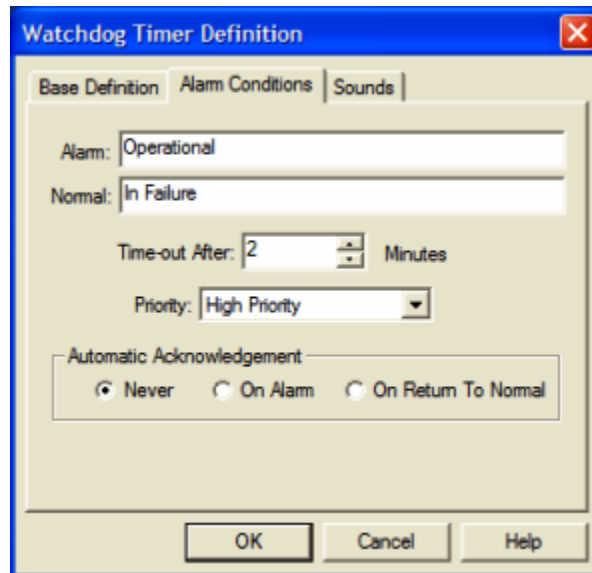 Watchdog Timer Definition
Base Definition Alarm Conditions Sounds
Alarm: Operational
Normal: In Failure
Time-out After: 2 Minutes
Priority: High Priority
Automatic Acknowledgement
Never On Alarm On Return To Normal
OK Cancel Help